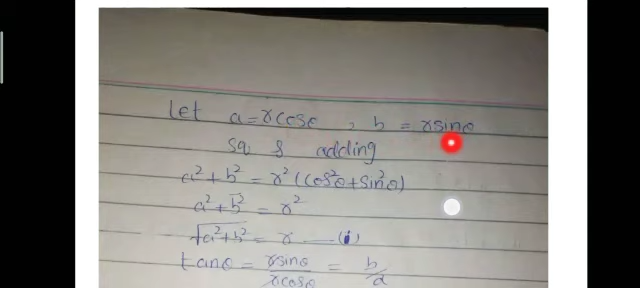 Let a = r cosθ , b = r sinθ
sq & adding
a² + b² = r² (cos²θ + sin²θ)
a² + b² = r²
√a² + b² = r — (i)
tanθ = r sinθ / r cosθ = b/a